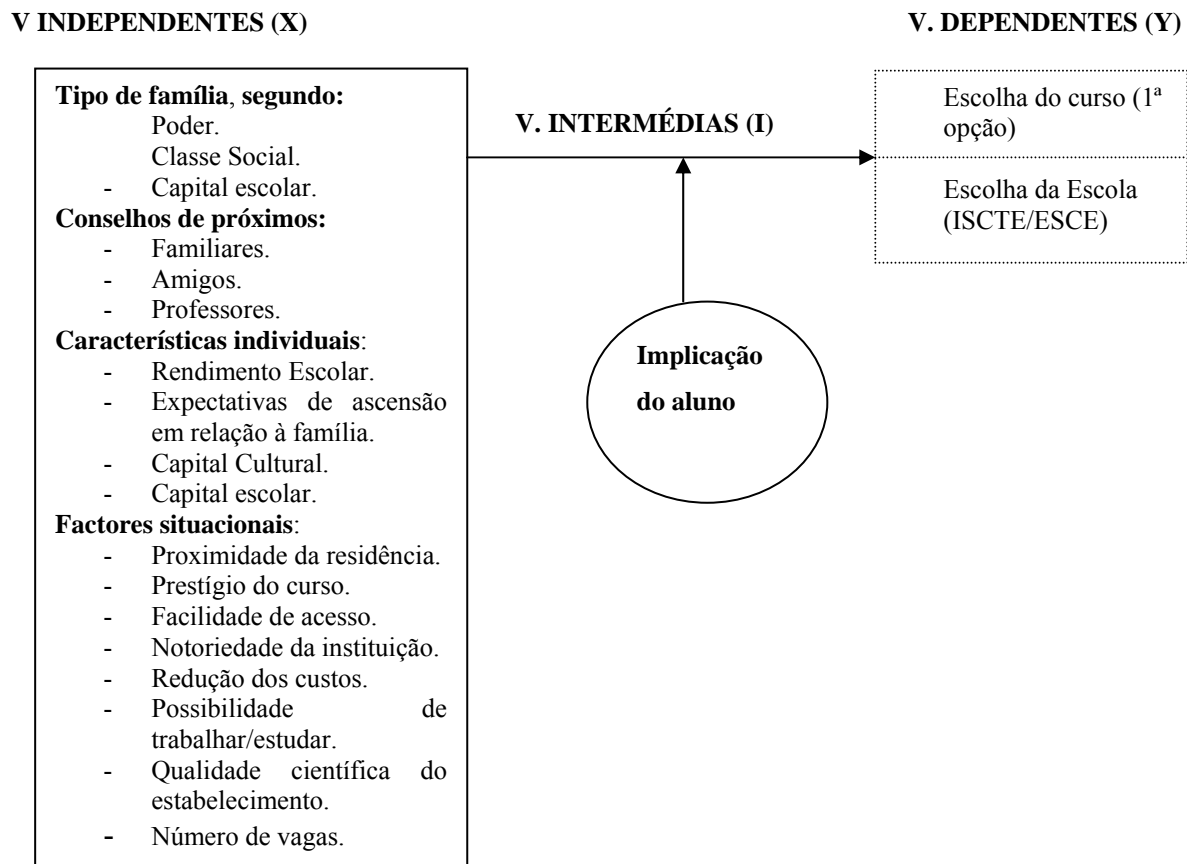 V INDEPENDENTES (X)
V. DEPENDENTES (Y)
Tipo de família, segundo:
Poder.
Classe Social.
- Capital escolar.
Conselhos de próximos:
- Familiares.
- Amigos.
- Professores.
Características individuais:
- Rendimento Escolar.
- Expectativas de ascensão
em relação à família.
- Capital Cultural.
- Capital escolar.
Factores situacionais:
- Proximidade da residência.
- Prestígio do curso.
- Facilidade de acesso.
- Notoriedade da instituição.
- Redução dos custos.
- Possibilidade de
trabalhar/estudar.
- Qualidade científica do
estabelecimento.
- Número de vagas.
V. INTERMÉDIAS (I)
Implicação
do aluno
Escolha do curso (1ª
opção)
Escolha da Escola
(ISCTE/ESCE)